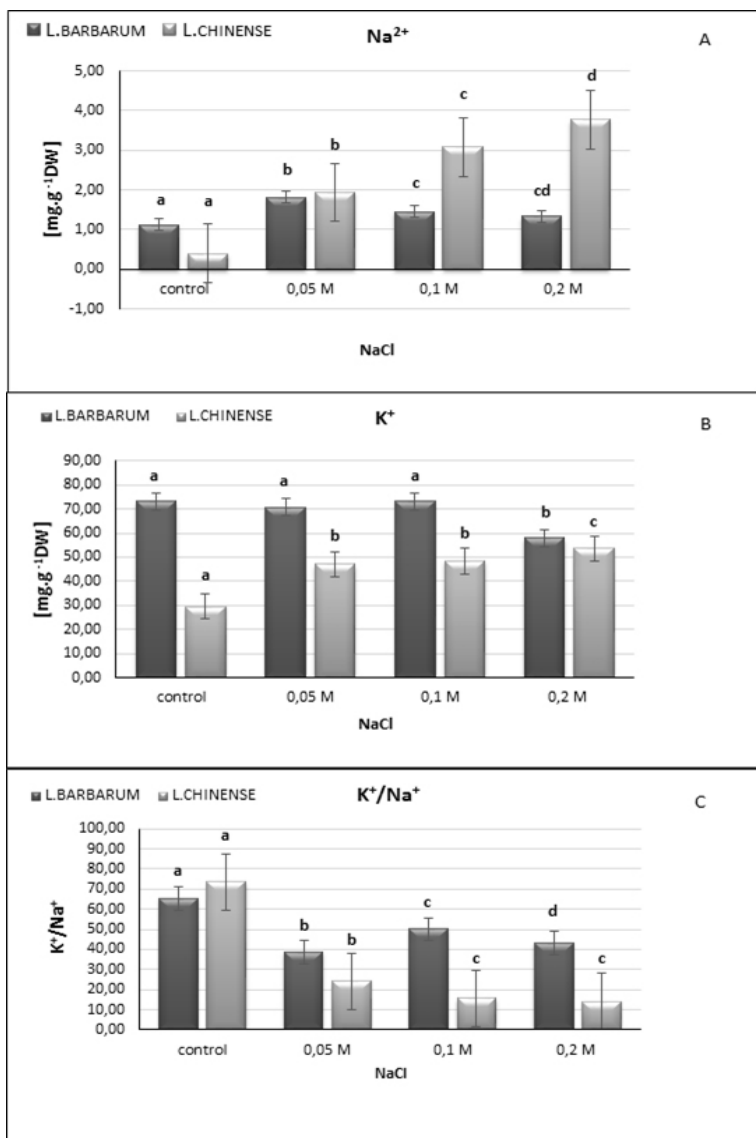 L.BARBARUM L.CHINENSE
Na²⁺
A
[mg.g⁻¹DW]
5,00
4,00
3,00
2,00
1,00
0,00
-1,00
a a b b c c cd d
control 0,05 M 0,1 M 0,2 M
NaCl
L.BARBARUM L.CHINENSE
K⁺
B
[mg.g⁻¹DW]
90,00
80,00
70,00
60,00
50,00
40,00
30,00
20,00
10,00
0,00
a a a b a b b c
control 0,05 M 0,1 M 0,2 M
NaCl
L.BARBARUM L.CHINENSE
K⁺/Na⁺
C
K⁺/Na⁺
100,00
90,00
80,00
70,00
60,00
50,00
40,00
30,00
20,00
10,00
0,00
a a b b c c d c
control 0,05 M 0,1 M 0,2 M
NaCl